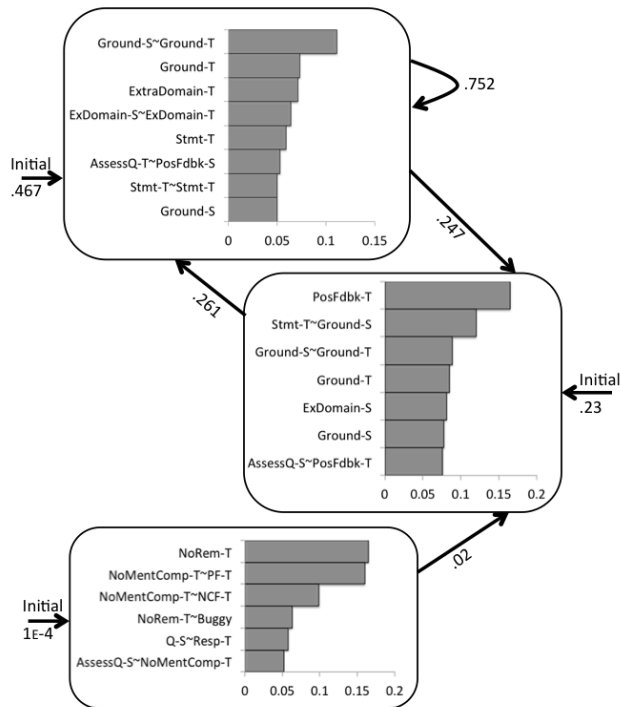 Ground-S~Ground-T
Ground-T
ExtraDomain-T
ExDomain-S~ExDomain-T
Stmt-T
AssessQ-T~PosFdbk-S
Stmt-T~Stmt-T
Ground-S
0 0.05 0.1 0.15
.752
Initial
.467
.247
.261
PosFdbk-T
Stmt-T~Ground-S
Ground-S~Ground-T
Ground-T
ExDomain-S
Ground-S
AssessQ-S~PosFdbk-T
0 0.05 0.1 0.15 0.2
Initial
.23
.02
NoRem-T
NoMentComp-T~PF-T
NoMentComp-T~NCF-T
NoRem-T~Buggy
Q-S~Resp-T
AssessQ-S~NoMentComp-T
0 0.05 0.1 0.15 0.2
Initial
1E-4